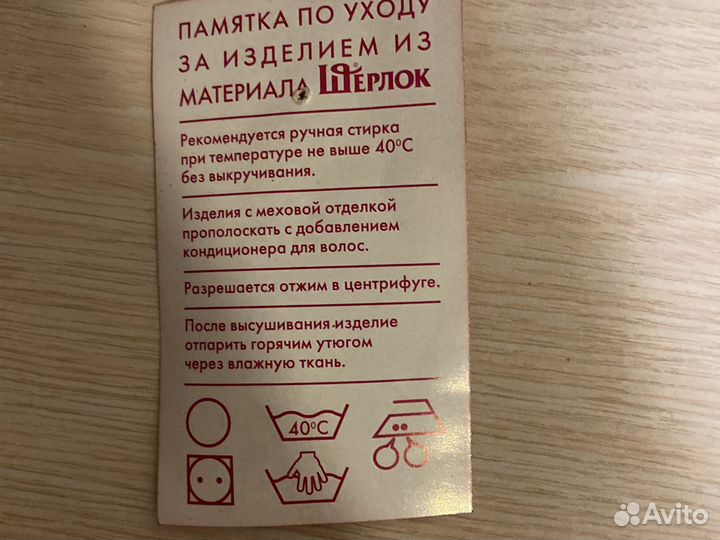 ПАМЯТКА ПО УХОДУ
ЗА ИЗДЕЛИЕМ ИЗ
МАТЕРИАЛА ШЕРЛОК®
Рекомендуется ручная стирка
при температуре не выше 40°С
без выкручивания.
Изделия с меховой отделкой
прополоскать с добавлением
кондиционера для волос.
Разрешается отжим в центрифуге.
После высушивания изделие
отпарить горячим утюгом
через влажную ткань.
40°С
Avito